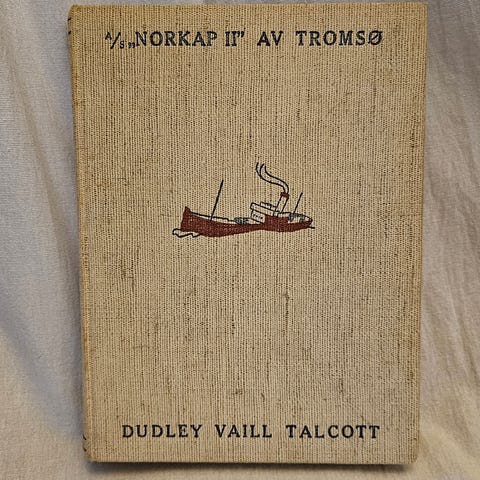 A/S „NORKAP II” AV TROMSØ
DUDLEY VAILL TALCOTT